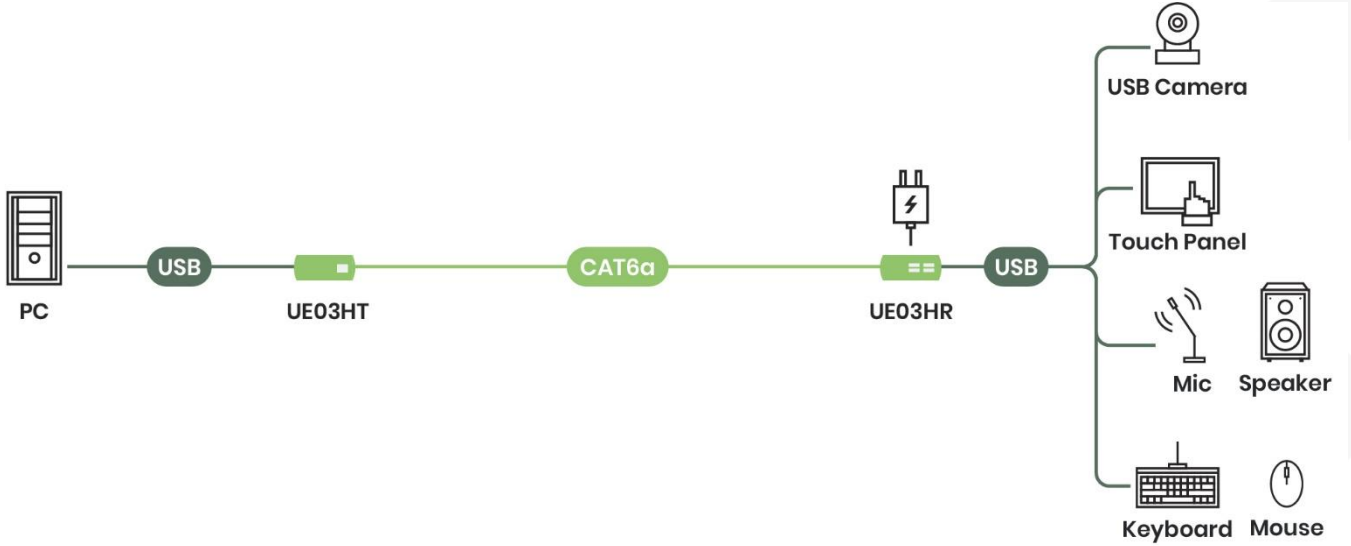 USB Camera
Touch Panel
USB
CAT6a
USB
PC
UE03HT
UE03HR
Mic
Speaker
Keyboard
Mouse